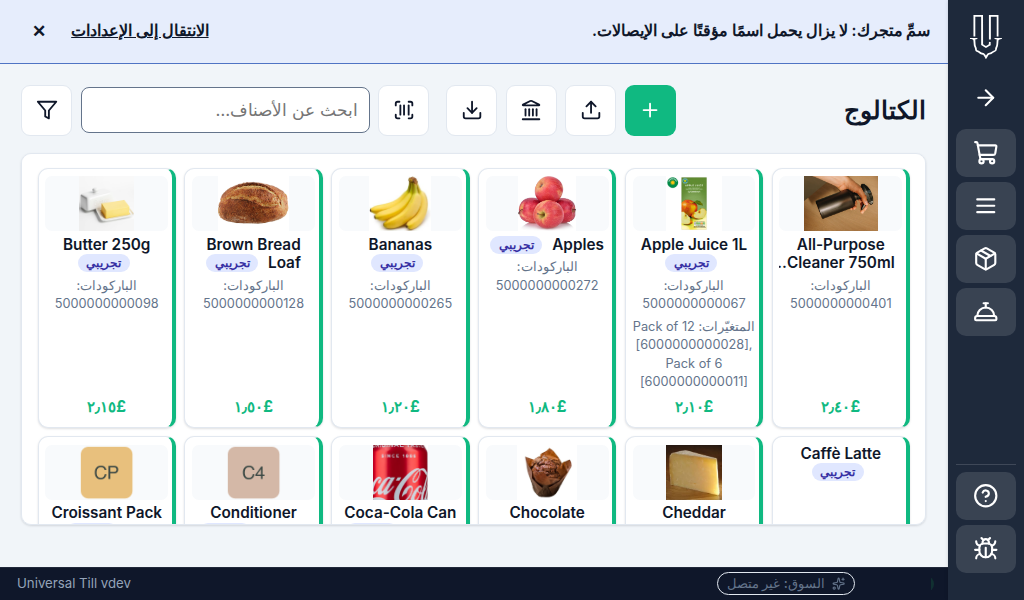 سمِّ متجرك: لا يزال يحمل اسمًا مؤقتًا على الإيصالات.
الانتقال إلى الإعدادات
الكتالوج
ابحث عن الأصناف...
All-Purpose
Cleaner 750ml..
الباركودات:
5000000000401
£٢٫٤٠
Apple Juice 1L
تجريبي
الباركودات:
5000000000067
المتغيّرات: Pack of 12
[6000000000028],
Pack of 6
[6000000000011]
£٢٫١٠
Apples تجريبي
الباركودات:
5000000000272
£١٫٨٠
Bananas
تجريبي
الباركودات:
5000000000265
£١٫٢٠
Brown Bread
Loaf تجريبي
الباركودات:
5000000000128
£١٫٥٠
Butter 250g
تجريبي
الباركودات:
5000000000098
£٢٫١٥
Caffè Latte
تجريبي
Cheddar
Chocolate
Coca-Cola Can
C4
Conditioner
CP
Croissant Pack
السوق: غير متصل
Universal Till vdev